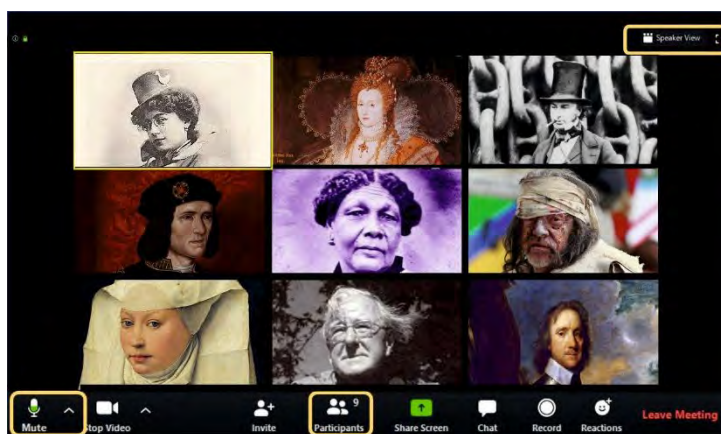 Speaker View
9
Mute
Stop Video
Invite
Participants
Share Screen
Chat
Record
Reactions
Leave Meeting